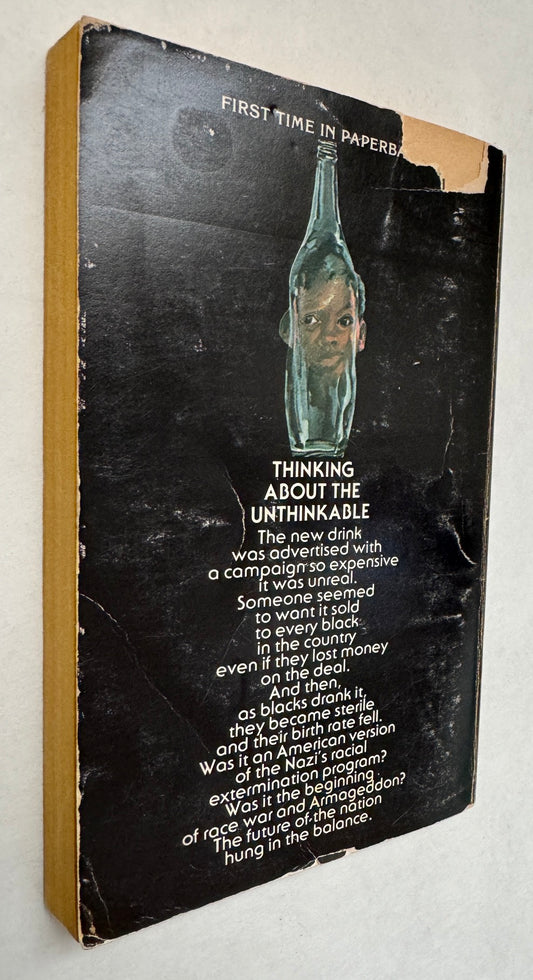 FIRST TIME IN PAPERBA
THINKING
ABOUT THE
UNTHINKABLE
The new drink
was advertised with
a campaign so expensive
it was unreal.
Someone seemed
to want it sold
to every black
in the country
even if they lost money
on the deal.
And then,
as blacks drank it,
they became sterile
and their birth rate fell.
Was it an American version
of the Nazi's racial
extermination program?
Was it the beginning
of race war and Armageddon?
The future of the nation
hung in the balance.